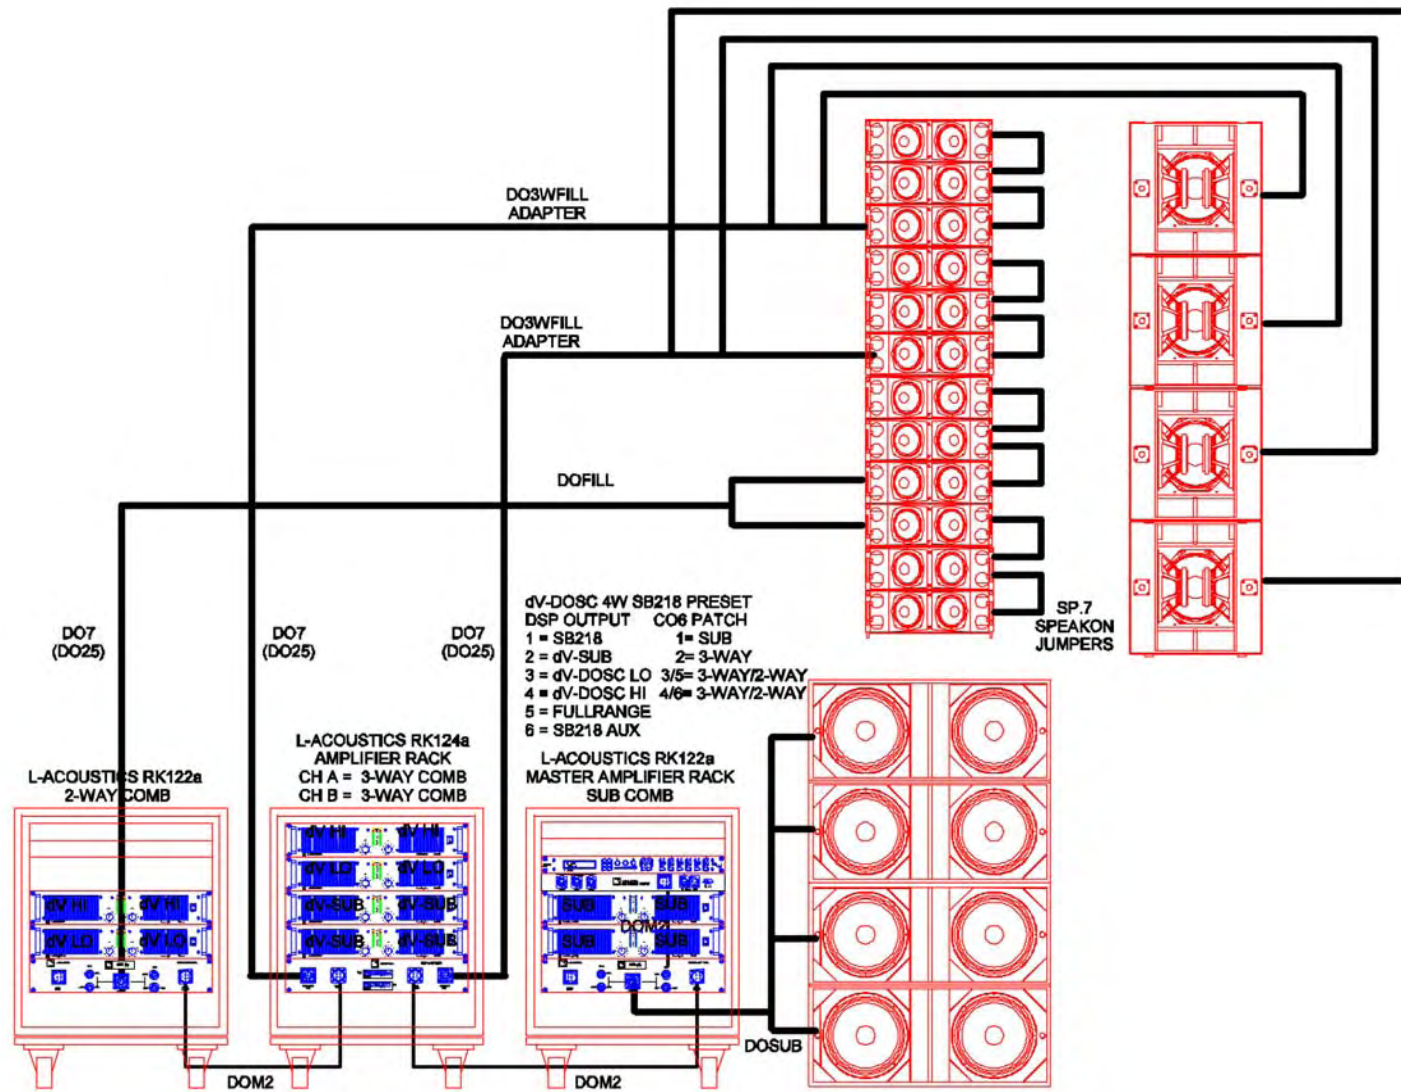 DO3WFILL
ADAPTER
DO3WFILL
ADAPTER
DOFILL
DO7
(DO25)
DO7
(DO25)
DO7
(DO25)
dV-DOSC 4W SB218 PRESET
DSP OUTPUT CO6 PATCH
1 = SB218 1= SUB
2 = dV-SUB 2= 3-WAY
3 = dV-DOSC LO 3/5= 3-WAY/2-WAY
4 = dV-DOSC HI 4/6= 3-WAY/2-WAY
5 = FULLRANGE
6 = SB218 AUX
SP.7
SPEAKON
JUMPERS
L-ACOUSTICS RK122a
2-WAY COMB
L-ACOUSTICS RK124a
AMPLIFIER RACK
CH A = 3-WAY COMB
CH B = 3-WAY COMB
L-ACOUSTICS RK122a
MASTER AMPLIFIER RACK
SUB COMB
dV HI dV HI
dV LO dV LO
dV HI dV HI
dV LO dV LO
dV-SUB dV-SUB
dV-SUB dV-SUB
SUB SUB
DOM2
SUB SUB
DOSUB
DOM2
DOM2